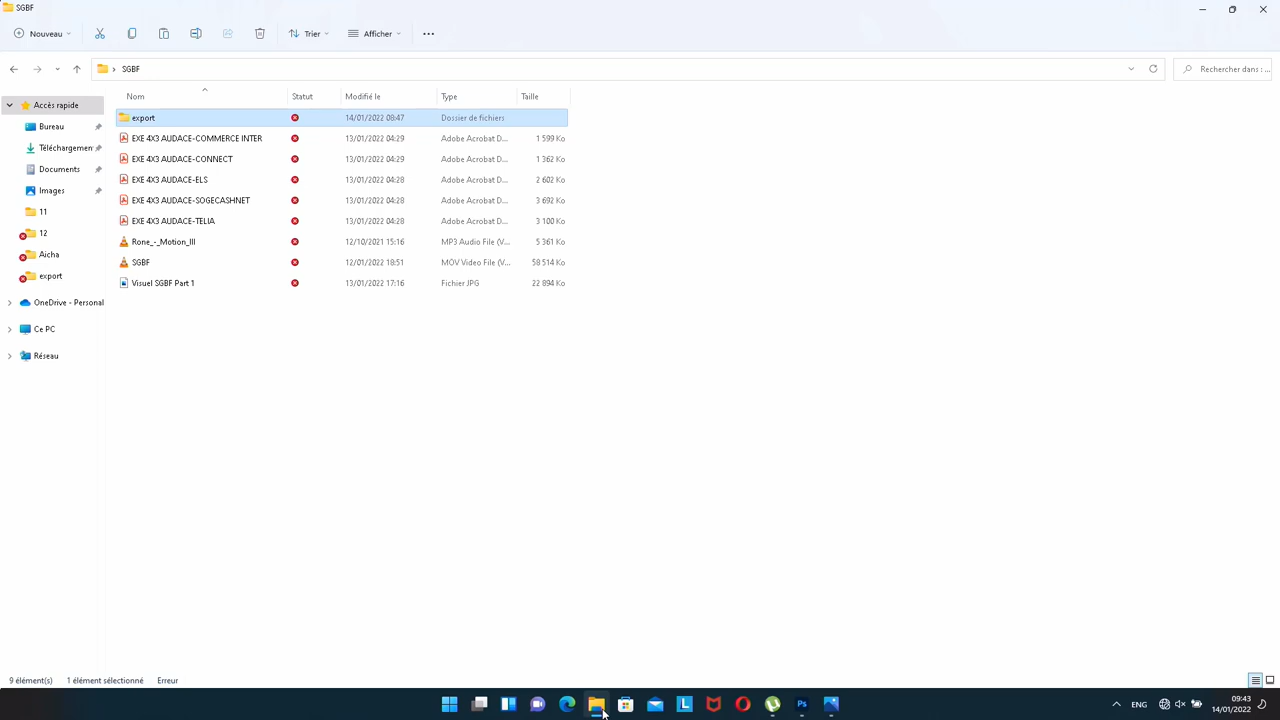 SGBF
Nouveau Trier Afficher
SGBF Rechercher dans : ...
Nom Statut Modifié le Type Taille
Accès rapide
Bureau
Téléchargemen
Documents
Images
11
12
Aicha
export
OneDrive - Personal
Ce PC
Réseau
export 14/01/2022 08:47 Dossier de fichiers
EXE 4X3 AUDACE-COMMERCE INTER 13/01/2022 04:29 Adobe Acrobat D... 1 599 Ko
EXE 4X3 AUDACE-CONNECT 13/01/2022 04:29 Adobe Acrobat D... 1 362 Ko
EXE 4X3 AUDACE-ELS 13/01/2022 04:28 Adobe Acrobat D... 2 602 Ko
EXE 4X3 AUDACE-SOGECASHNET 13/01/2022 04:28 Adobe Acrobat D... 3 692 Ko
EXE 4X3 AUDACE-TELIA 13/01/2022 04:28 Adobe Acrobat D... 3 100 Ko
Rone_-_Motion_III 12/10/2021 15:16 MP3 Audio File (V... 5 361 Ko
SGBF 12/01/2022 18:51 MOV Video File (V... 58 514 Ko
Visuel SGBF Part 1 13/01/2022 17:16 Fichier JPG 22 894 Ko
9 élément(s) 1 élément sélectionné Erreur
ENG 09:43
14/01/2022